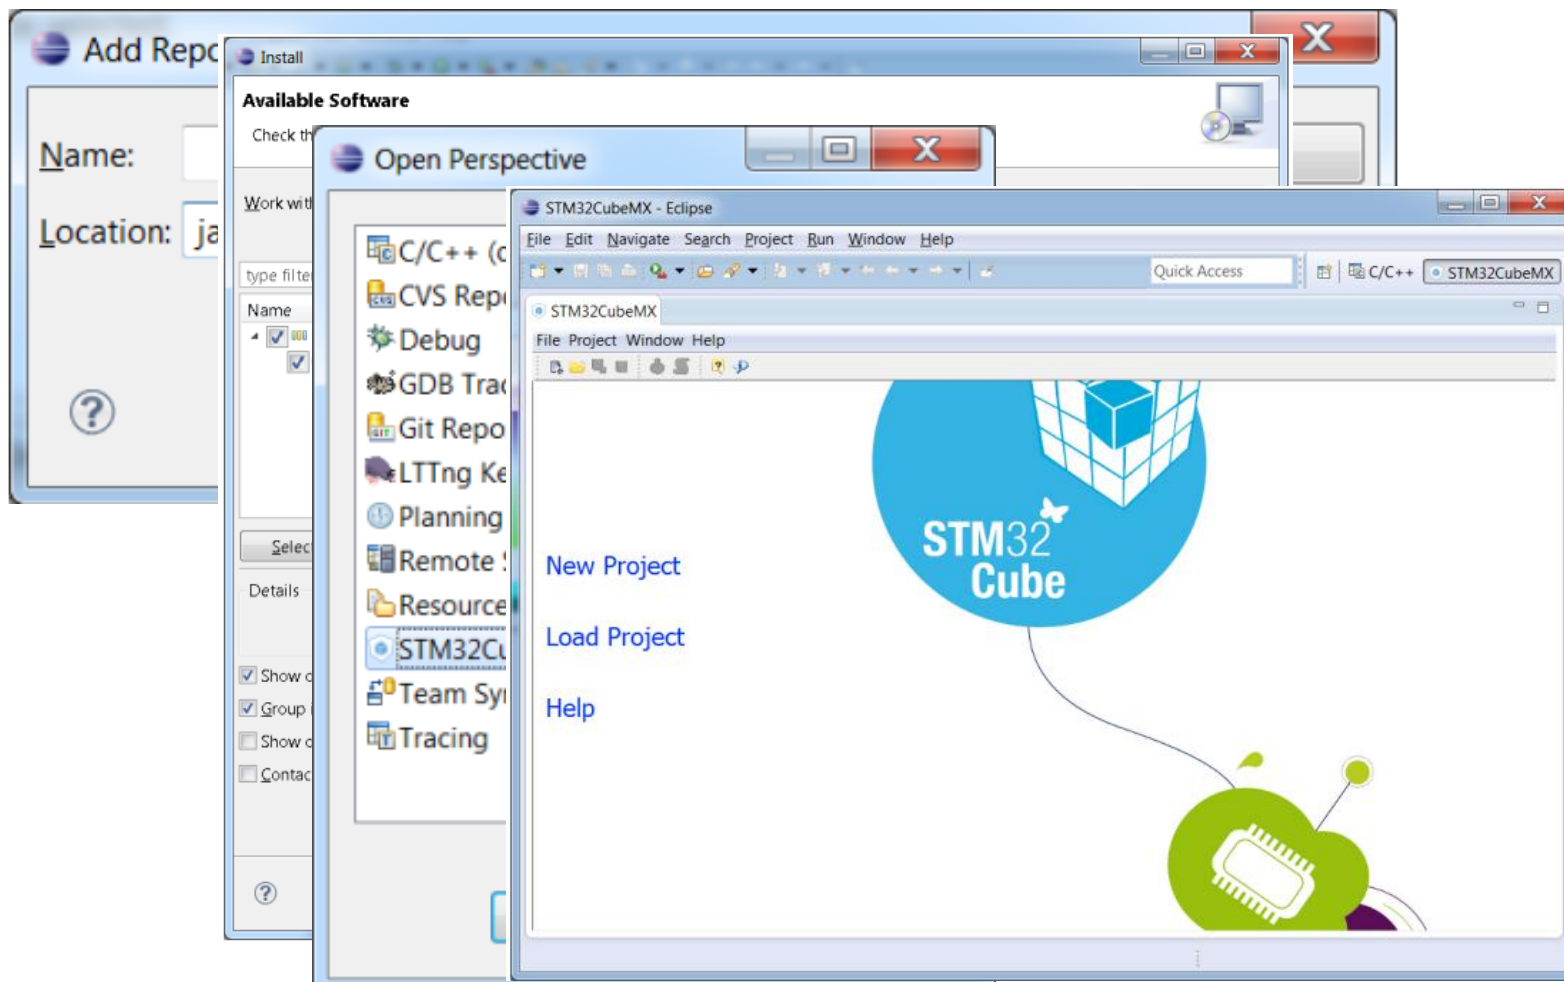 Add Repo
Name:
Location: ja
Install
Available Software
Check th
Work with
type filte
Name
Selec
Details
Show o
Group i
Show o
Contac
Open Perspective
C/C++ (d
CVS Repo
Debug
GDB Trac
Git Repo
LTTng Ke
Planning
Remote S
Resource
STM32Cu
Team Syn
Tracing
STM32CubeMX - Eclipse
File Edit Navigate Search Project Run Window Help
Quick Access
C/C++ STM32CubeMX
STM32CubeMX
File Project Window Help
New Project
Load Project
Help
STM32
Cube